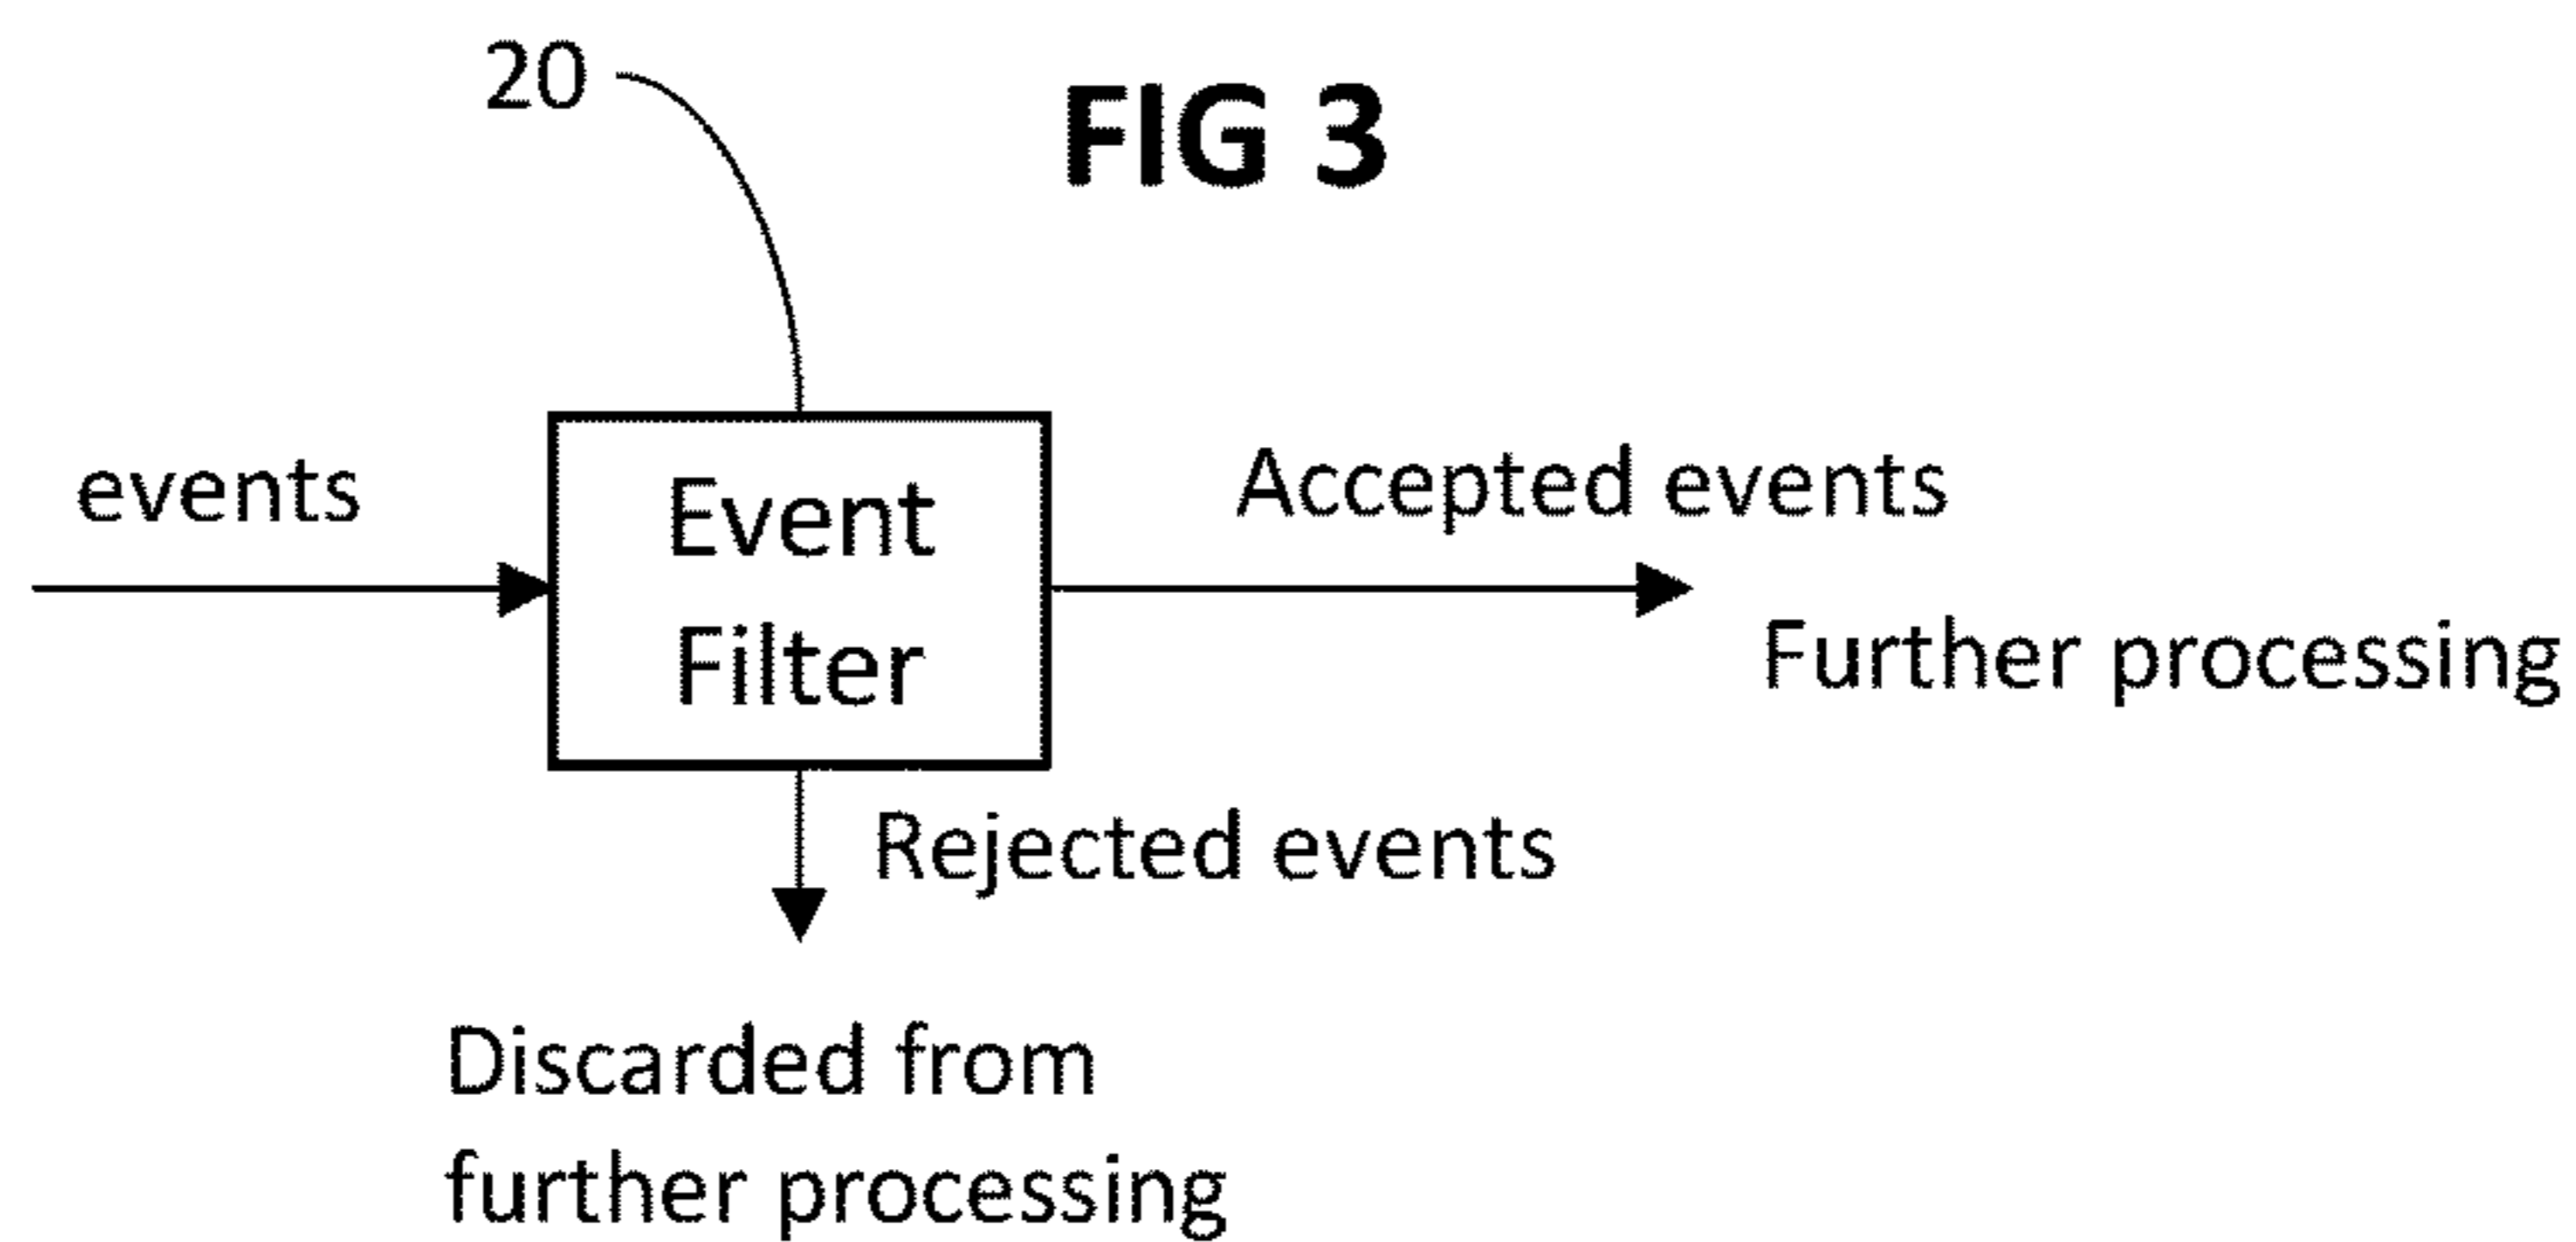 20
FIG 3
events
Event
Filter
Accepted events
Further processing
Rejected events
Discarded from
further processing